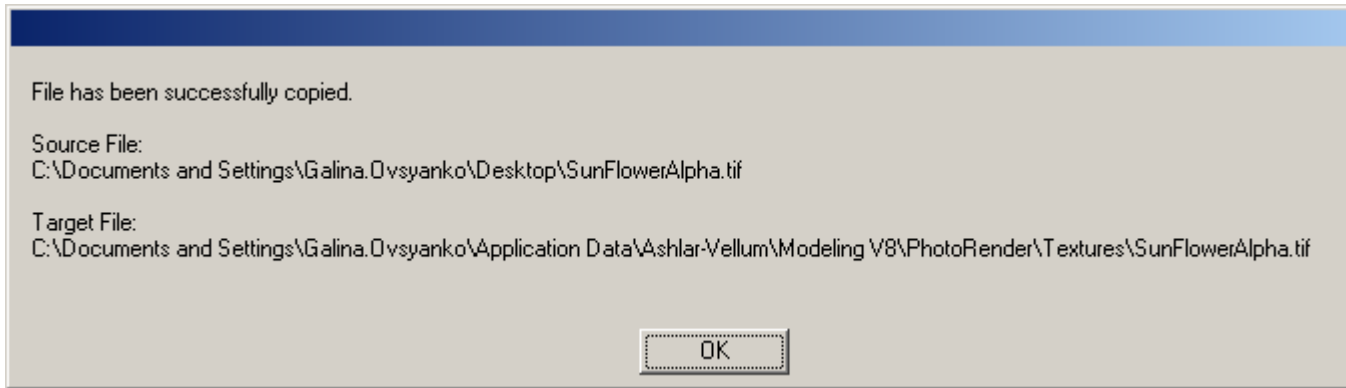 File has been successfully copied.
Source File:
C:\Documents and Settings\Galina.Ovsyanko\Desktop\SunFlowerAlpha.tif
Target File:
C:\Documents and Settings\Galina.Ovsyanko\Application Data\Ashlar-Vellum\Modeling V8\PhotoRender\Textures\SunFlowerAlpha.tif
OK